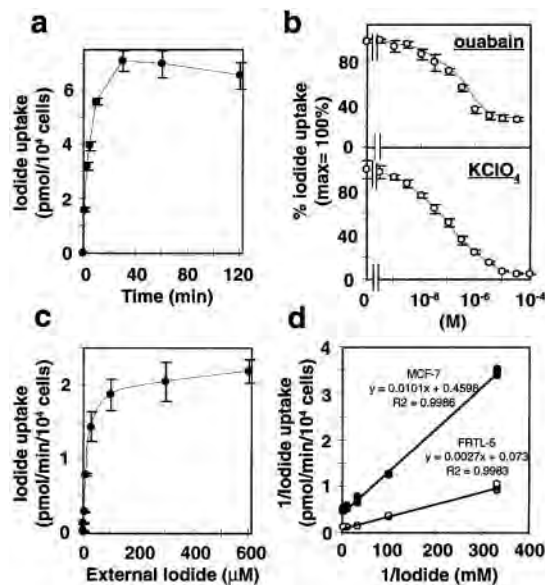 a
Iodide uptake
(pmol/10⁴ cells)
6
4
2
0
0 40 80 120
Time (min)
b
% iodide uptake
(max= 100%)
ouabain
80
40
0
KClO₄
80
40
0
0 10⁻⁸ 10⁻⁶ 10⁻⁴
(M)
c
Iodide uptake
(pmol/min/10⁴ cells)
2
1
0
0 200 400 600
External Iodide (µM)
d
1/Iodide uptake
(pmol/min/10⁴ cells)
4
3
2
1
0
MCF-7
y = 0.0101x + 0.4598
R2 = 0.9986
FRTL-5
y = 0.0027x + 0.073
R2 = 0.9983
0 100 200 300 400
1/Iodide (mM)